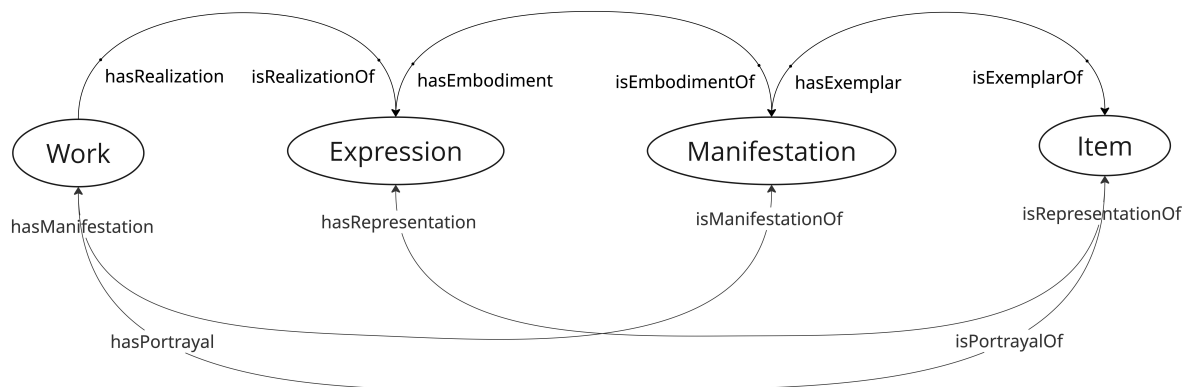 hasRealization
isRealizationOf
hasEmbodiment
isEmbodimentOf
hasExemplar
isExemplarOf
Work
Expression
Manifestation
Item
hasManifestation
hasRepresentation
isManifestationOf
isRepresentationOf
hasPortrayal
isPortrayalOf